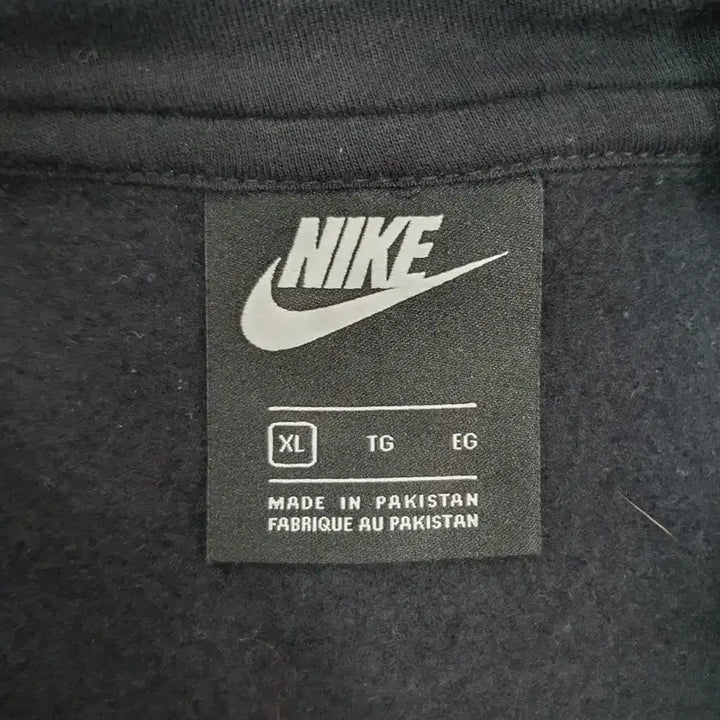 NIKE
XL TG EG
MADE IN PAKISTAN
FABRIQUE AU PAKISTAN